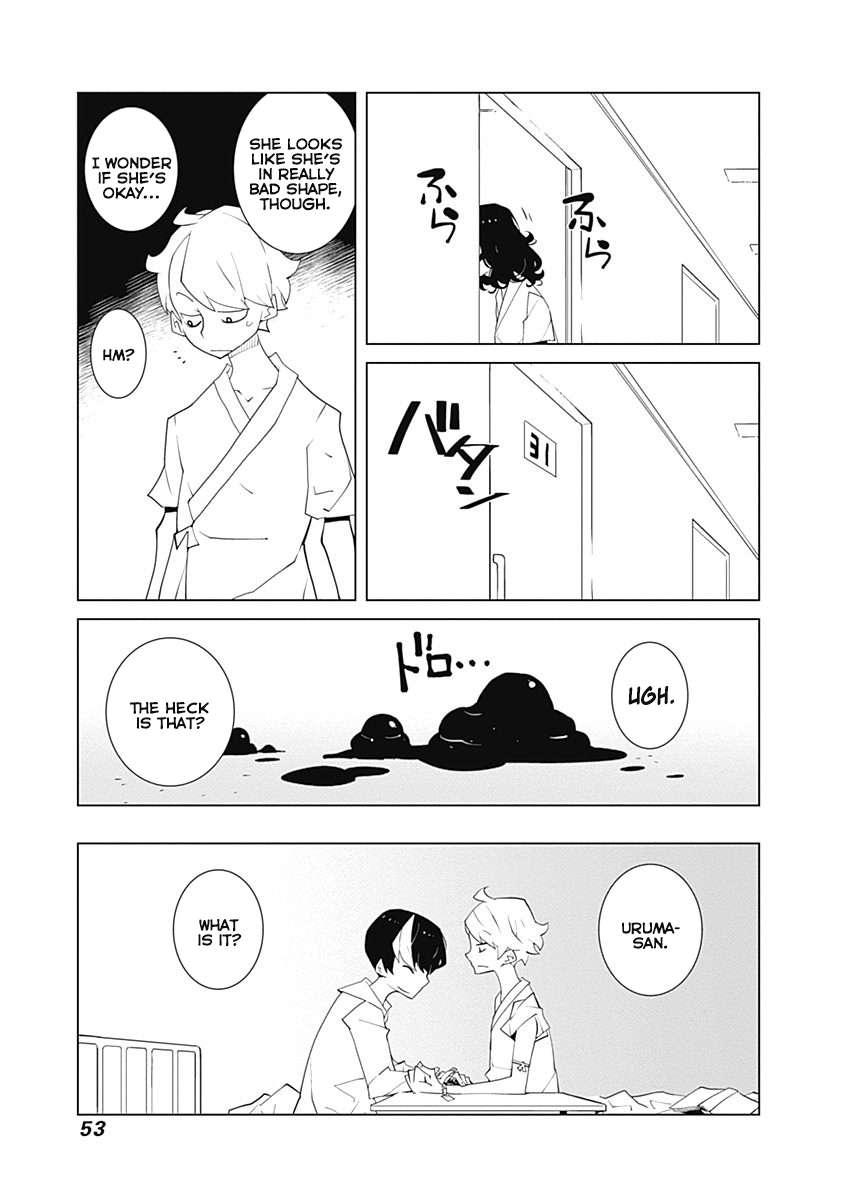 ふら
ふら
バタン
31
SHE LOOKS
LIKE SHE'S
IN REALLY
BAD SHAPE,
THOUGH.
I WONDER
IF SHE'S
OKAY...
HM?
UGH.
ドロ...
THE HECK
IS THAT?
URUMA-
SAN.
WHAT
IS IT?
53